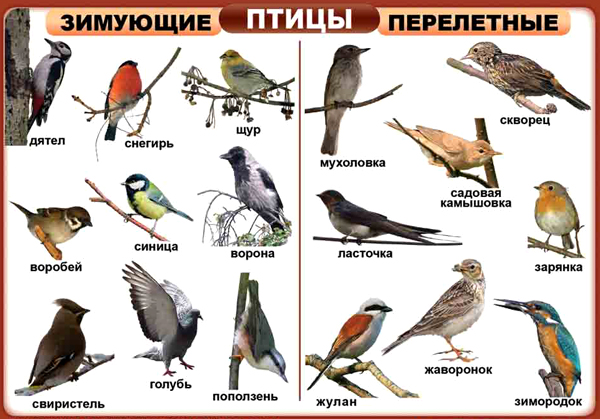 ЗИМУЮЩИЕ ПТИЦЫ ПЕРЕЛЕТНЫЕ
дятел
снегирь
щур
воробей
синица
ворона
свиристель
голубь
поползень
мухоловка
скворец
садовая
камышовка
ласточка
зарянка
жулан
жаворонок
зимородок